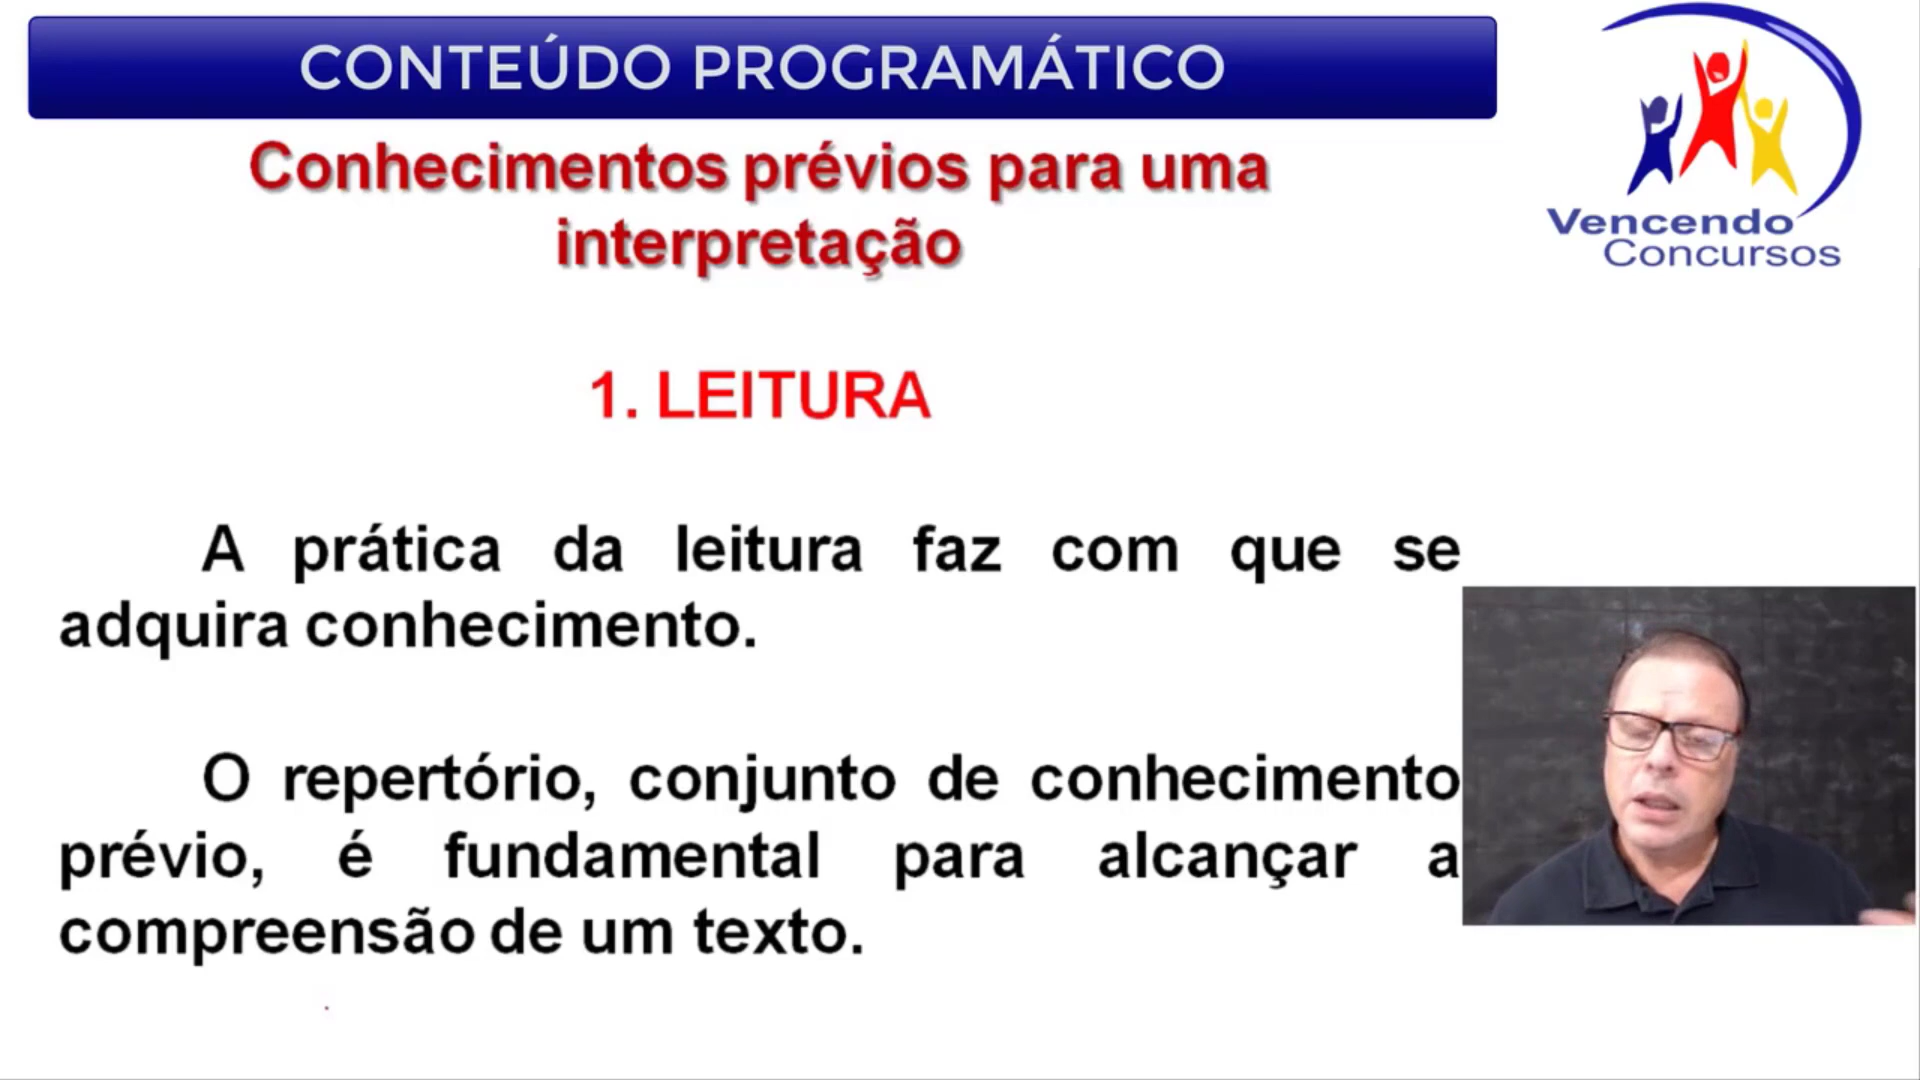 CONTEÚDO PROGRAMÁTICO
Conhecimentos prévios para uma
interpretação
Vencendo
Concursos
1. LEITURA
A prática da leitura faz com que se
adquira conhecimento.
O repertório, conjunto de conhecimento
prévio, é fundamental para alcançar a
compreensão de um texto.